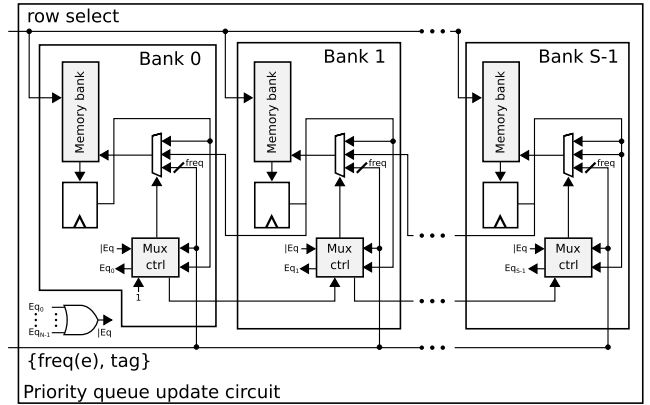 row select
Bank 0
Bank 1
Bank S-1
Memory bank
Memory bank
Memory bank
freq
freq
freq
|Eq
Mux
ctrl
Eq0
1
|Eq
Mux
ctrl
Eq1
|Eq
Mux
ctrl
EqS-1
Eq0
EqN-1
|Eq
{freq(e), tag}
Priority queue update circuit